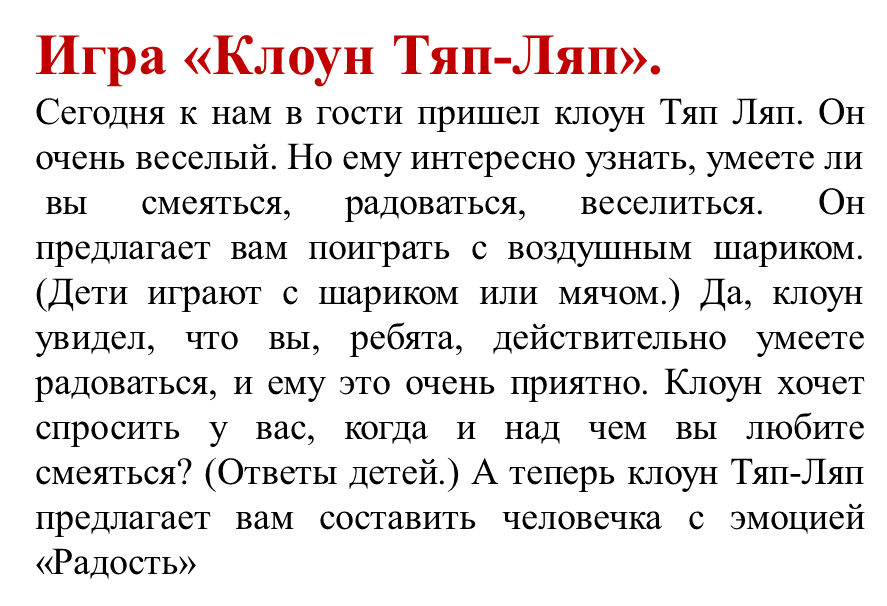 Игра «Клоун Тяп-Ляп».
Сегодня к нам в гости пришел клоун Тяп Ляп. Он
очень веселый. Но ему интересно узнать, умеете ли
вы смеяться, радоваться, веселиться. Он
предлагает вам поиграть с воздушным шариком.
(Дети играют с шариком или мячом.) Да, клоун
увидел, что вы, ребята, действительно умеете
радоваться, и ему это очень приятно. Клоун хочет
спросить у вас, когда и над чем вы любите
смеяться? (Ответы детей.) А теперь клоун Тяп-Ляп
предлагает вам составить человечка с эмоцией
«Радость»